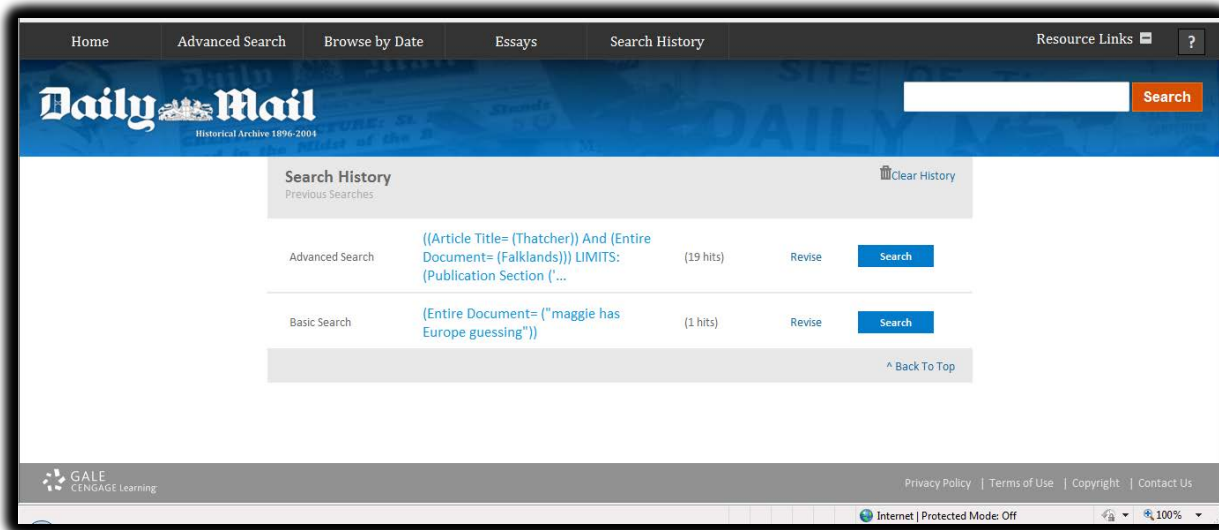 Home Advanced Search Browse by Date Essays Search History Resource Links ?
Daily Mail
Historical Archive 1896-2004
Search
Search History
Previous Searches
Clear History
Advanced Search ((Article Title= (Thatcher)) And (Entire
Document= (Falklands))) LIMITS:
(Publication Section ('...
(19 hits) Revise Search
Basic Search (Entire Document= ("maggie has
Europe guessing"))
(1 hits) Revise Search
^ Back To Top
GALE
CENGAGE Learning
Privacy Policy | Terms of Use | Copyright | Contact Us
Internet | Protected Mode: Off 100%